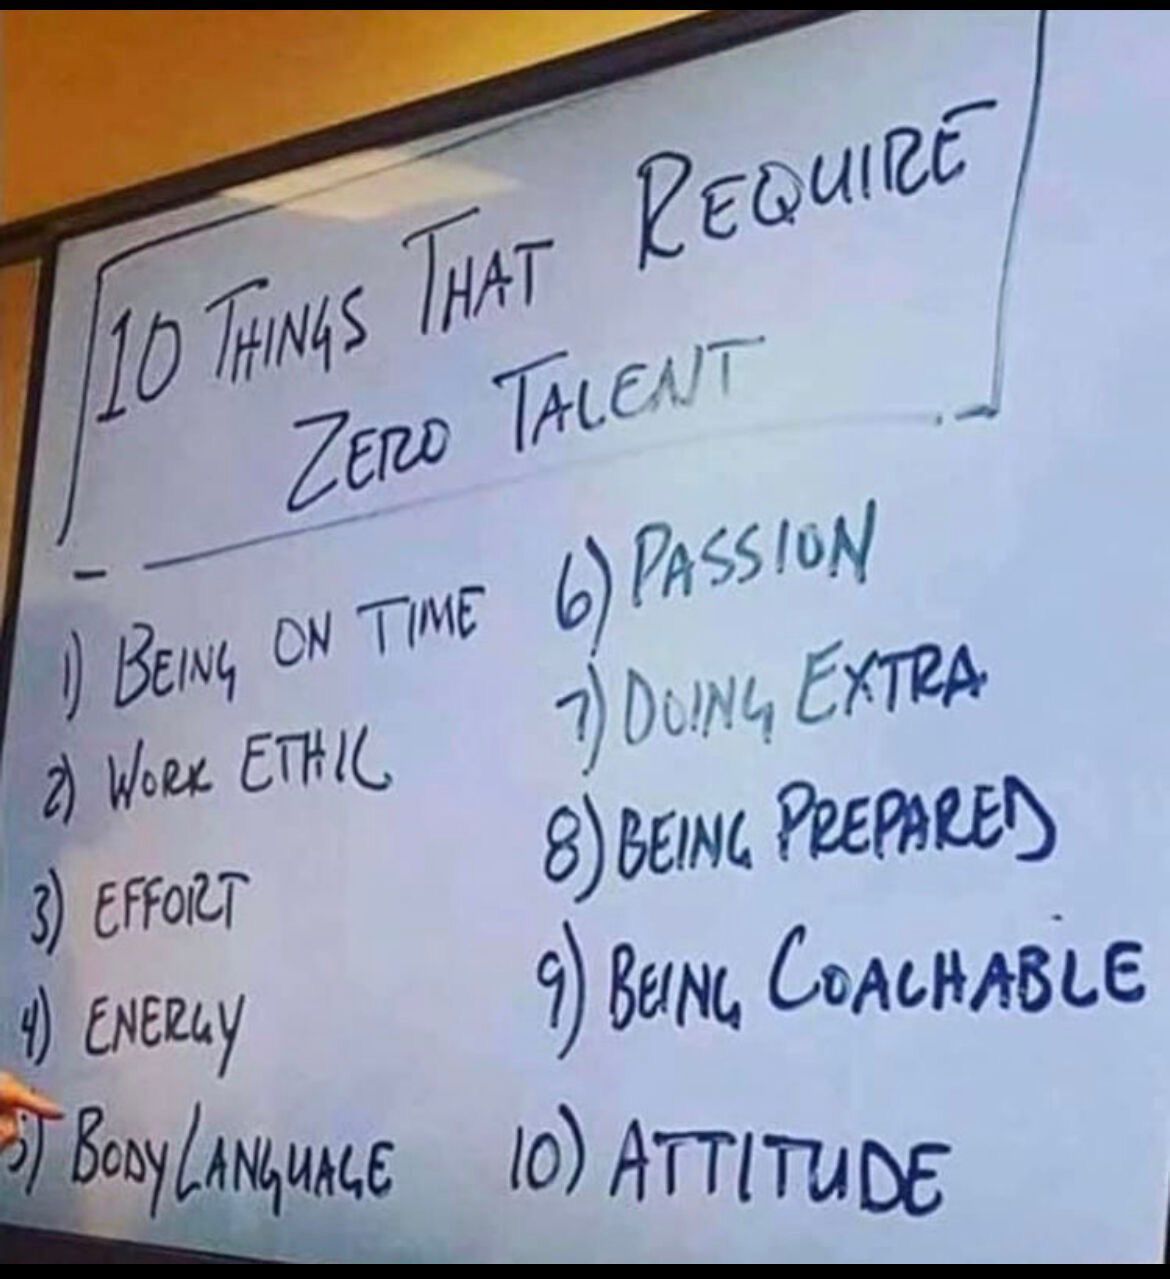 10 THINGS THAT REQUIRE
ZERO TALENT
1) BEING ON TIME
2) WORK ETHIC
3) EFFORT
4) ENERGY
5) BODY LANGUAGE
6) PASSION
7) DOING EXTRA
8) BEING PREPARED
9) BEING COACHABLE
10) ATTITUDE